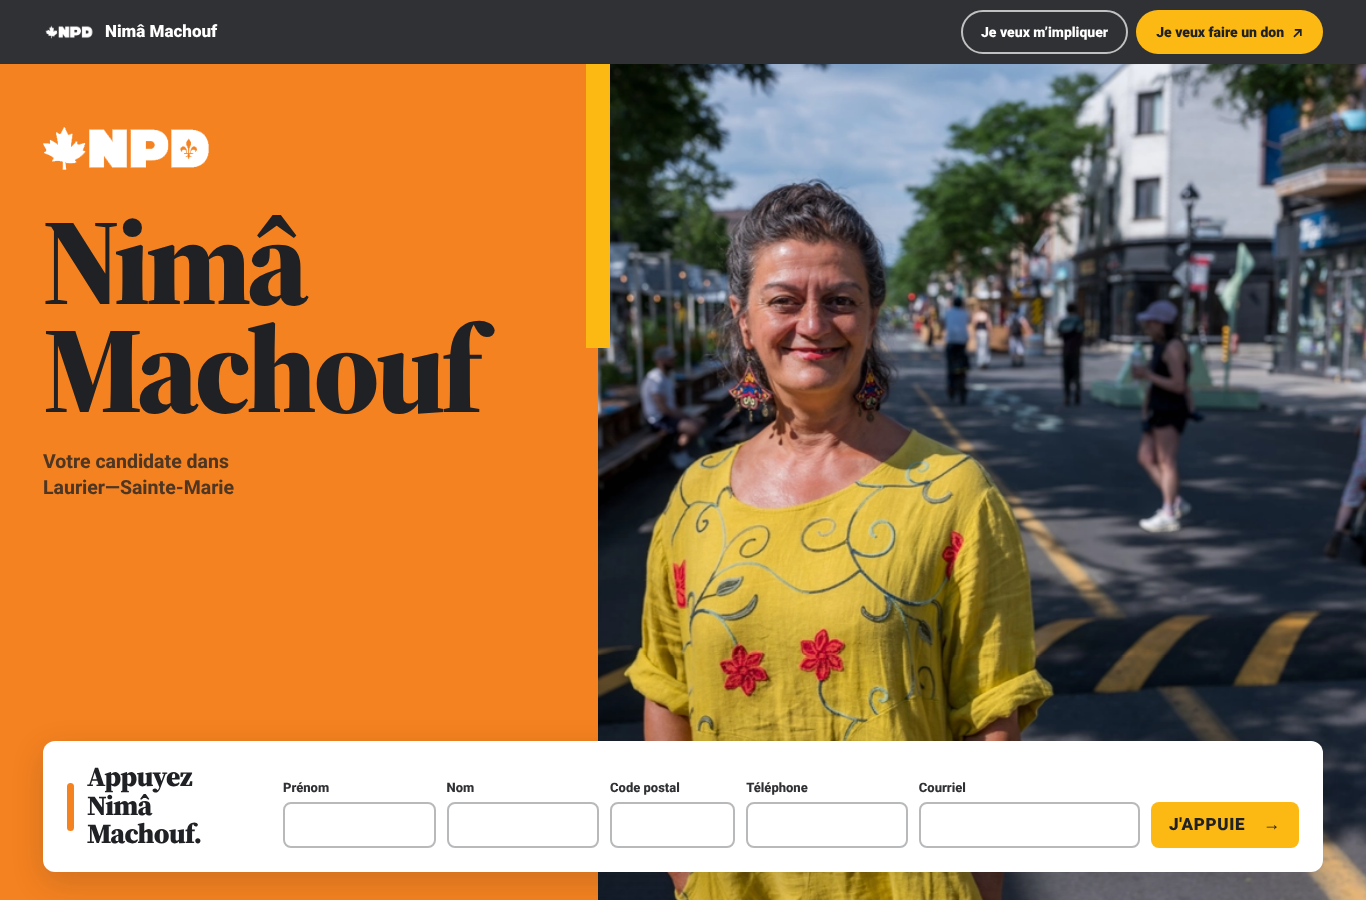 NPD
Nimâ Machouf
Je veux m’impliquer
Je veux faire un don
NPD
Nimâ
Machouf
Votre candidate dans
Laurier—Sainte-Marie
Appuyez
Nimâ
Machouf.
Prénom
Nom
Code postal
Téléphone
Courriel
J'APPUIE →